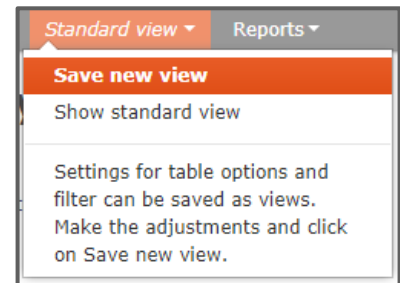 Standard view Reports
Save new view
Show standard view
Settings for table options and
filter can be saved as views.
Make the adjustments and click
on Save new view.